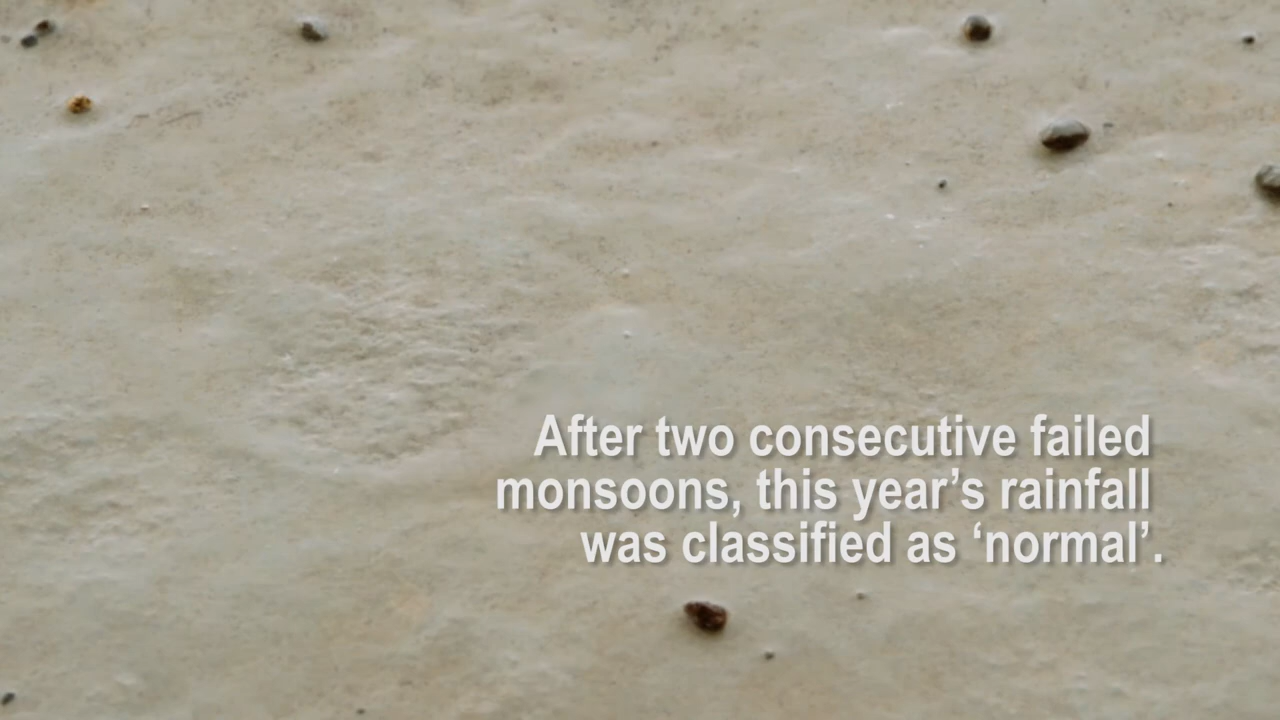 After two consecutive failed
monsoons, this year’s rainfall
was classified as ‘normal’.